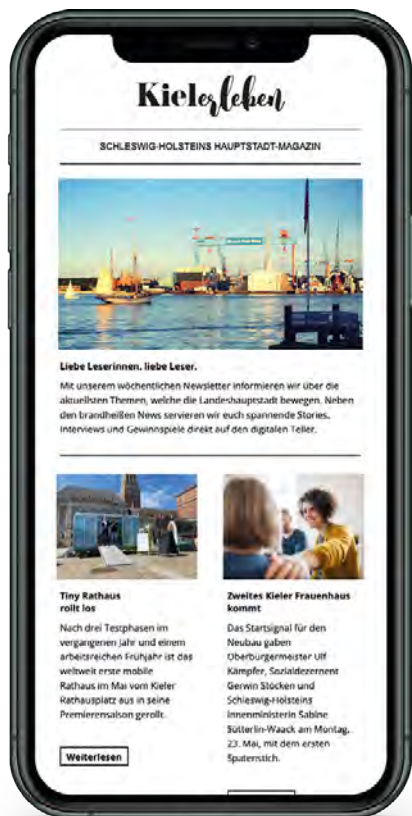 Kielerleben
SCHLESWIG-HOLSTEINS HAUPTSTADT-MAGAZIN
Liebe Leserinnen, liebe Leser,
Mit unserem wöchentlichen Newsletter informieren wir über die
aktuellsten Themen, welche die Landeshauptstadt bewegen. Neben
den brandheißen News servieren wir euch spannende Stories,
Interviews und Gewinnspiele direkt auf den digitalen Teller.
Tiny Rathaus
rollt los
Nach drei Testphasen im
vergangenen Jahr und einem
arbeitsreichen Frühjahr ist das
weltweit erste mobile
Rathaus im Mai vom Kieler
Rathausplatz aus in seine
Premierensaison gerollt.
Weiterlesen
Zweites Kieler Frauenhaus
kommt
Das Startsignal für den
Neubau gaben
Oberbürgermeister Ulf
Kämpfer, Sozialdezernent
Gerwin Stöcken und
Schleswig-Holsteins
Innenministerin Sabine
Sütterlin-Waack am Montag,
23. Mai, mit dem ersten
Spatenstich.